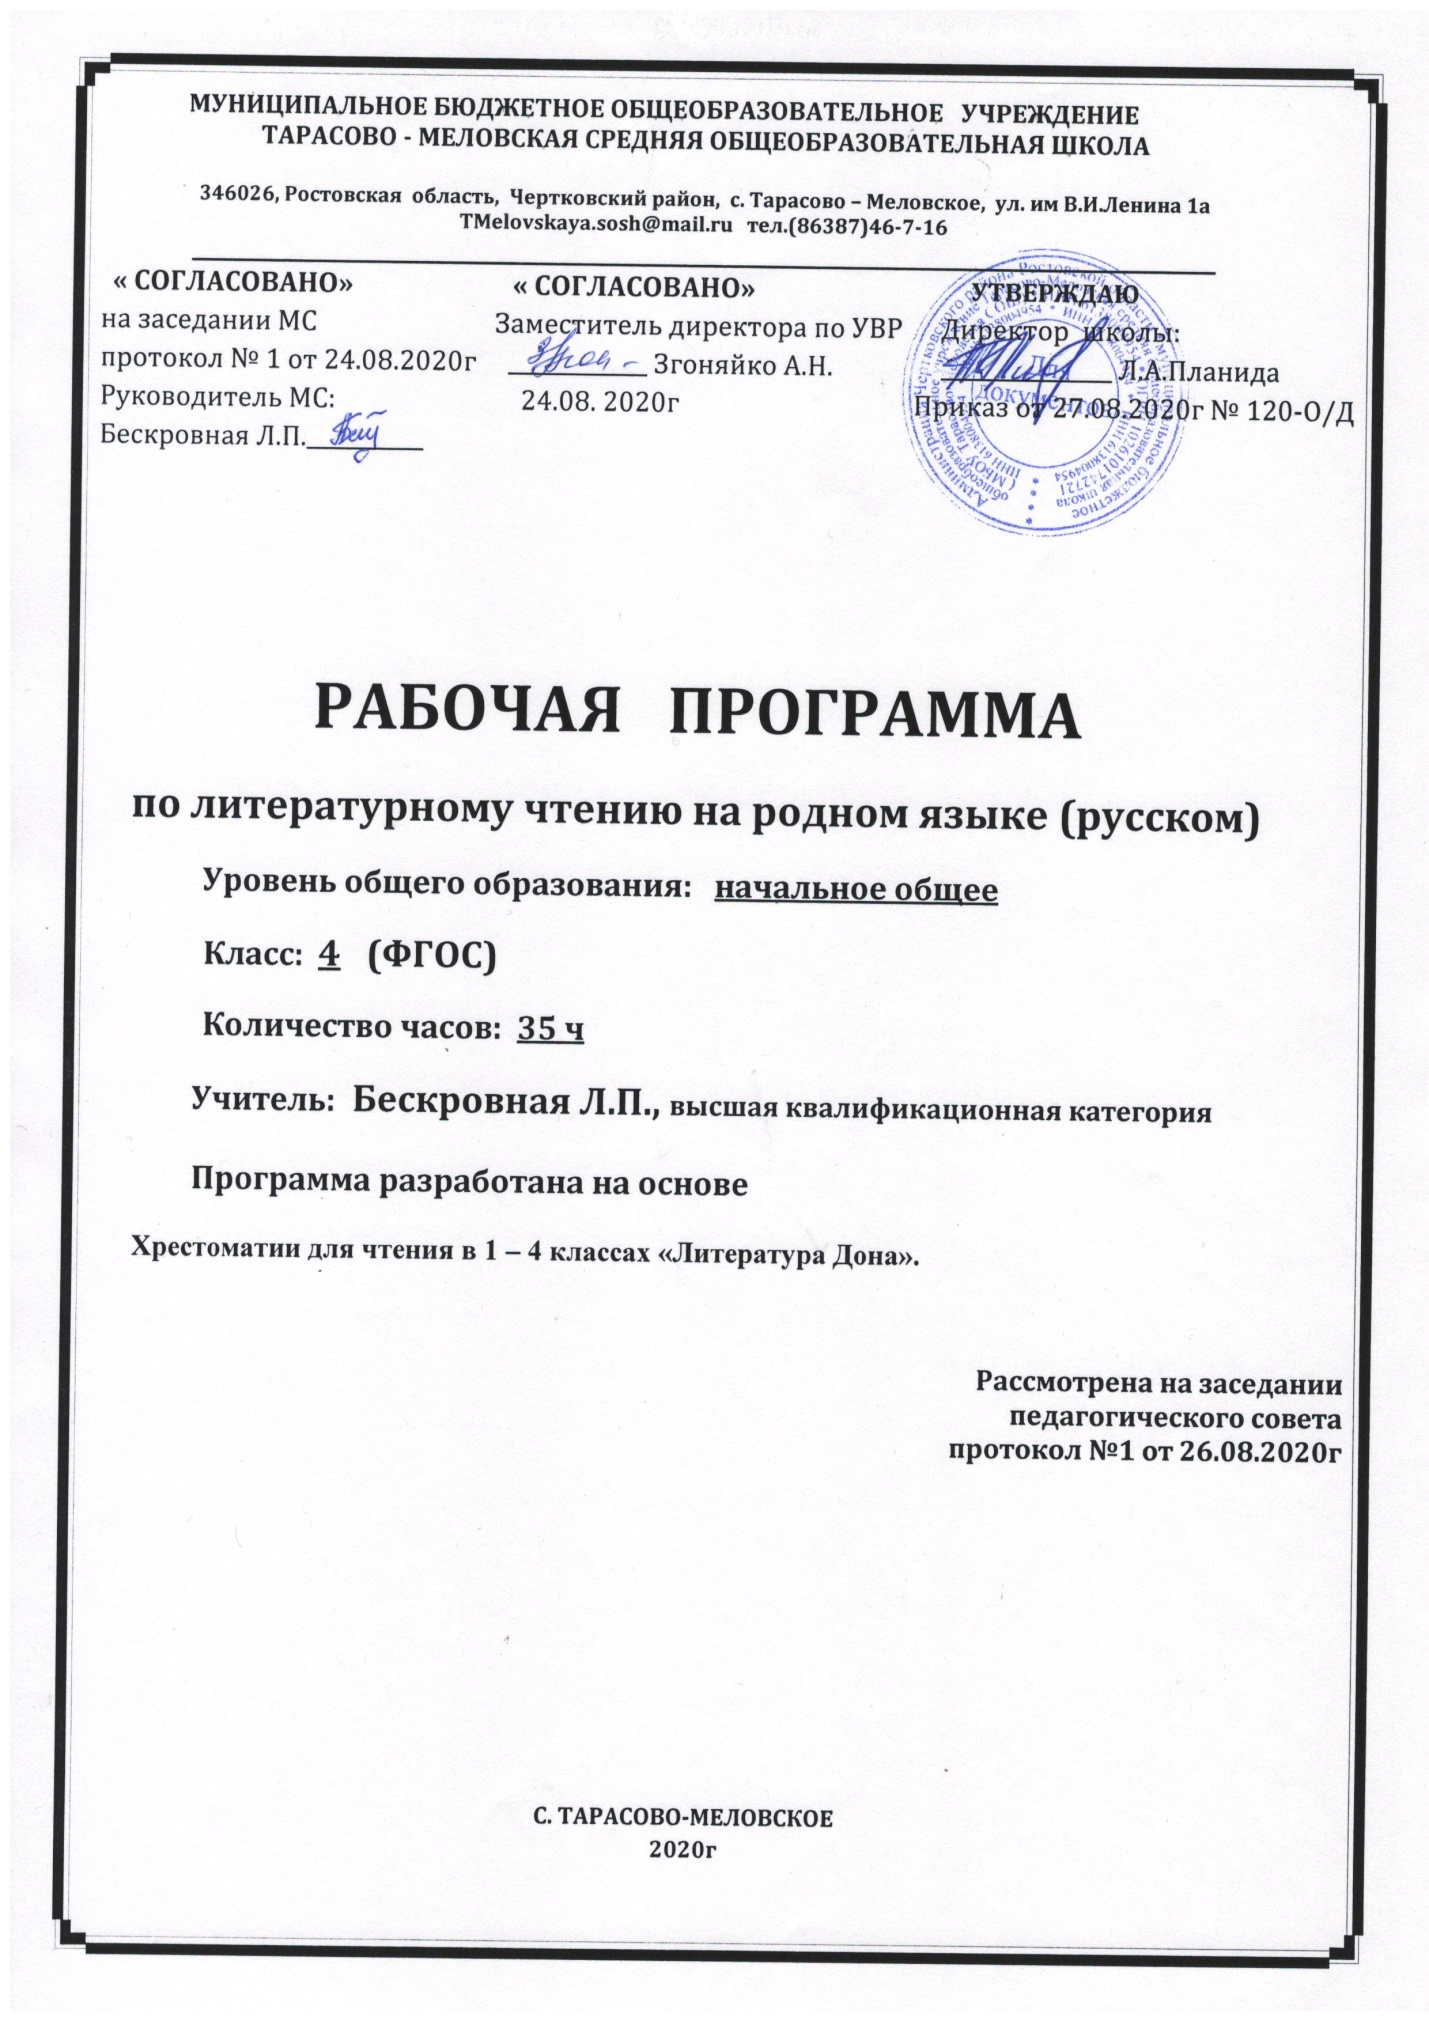 МУНИЦИПАЛЬНОЕ БЮДЖЕТНОЕ ОБЩЕОБРАЗОВАТЕЛЬНОЕ УЧРЕЖДЕНИЕ
ТАРАСОВО - МЕЛОВСКАЯ СРЕДНЯЯ ОБЩЕОБРАЗОВАТЕЛЬНАЯ ШКОЛА
346026, Ростовская область, Чертковский район, с. Тарасово – Меловское, ул. им В.И.Ленина 1а
TMelovskaya.sosh@mail.ru тел.(86387)46-7-16
« СОГЛАСОВАНО»
на заседании МС
протокол № 1 от 24.08.2020г
Руководитель МС:
Бескровная Л.П.
« СОГЛАСОВАНО»
Заместитель директора по УВР
Згоняйко А.Н.
24.08. 2020г
УТВЕРЖДАЮ
Директор школы:
Л.А.Планида
Приказ от 27.08.2020г № 120-О/Д
Для
ДОКУМЕНТОВ
РАБОЧАЯ ПРОГРАММА
по литературному чтению на родном языке (русском)
Уровень общего образования: начальное общее
Класс: 4 (ФГОС)
Количество часов: 35 ч
Учитель: Бескровная Л.П., высшая квалификационная категория
Программа разработана на основе
Хрестоматии для чтения в 1 – 4 классах «Литература Дона».
Рассмотрена на заседании
педагогического совета
протокол №1 от 26.08.2020г
С. ТАРАСОВО-МЕЛОВСКОЕ
2020г